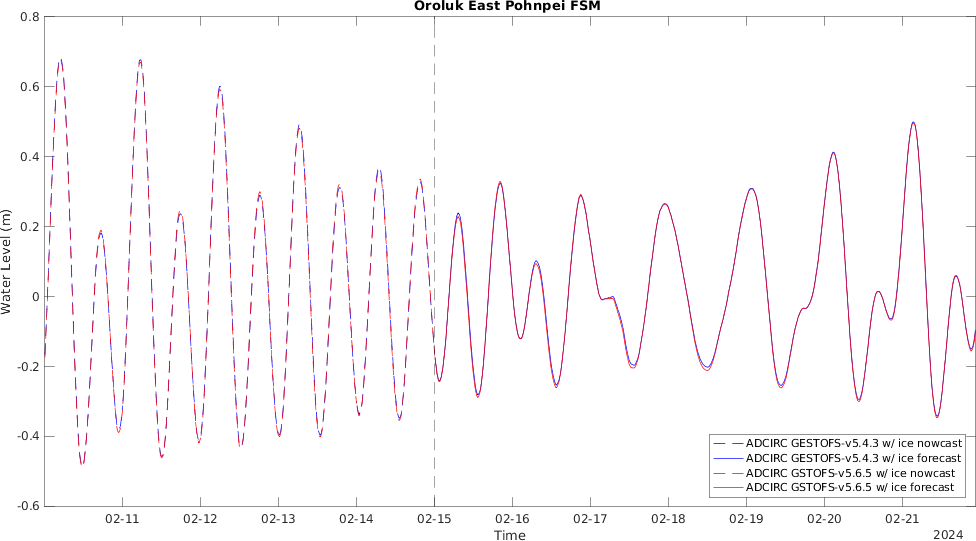 Oroluk East Pohnpei FSM
0.8
0.6
0.4
0.2
0
-0.2
-0.4
-0.6
Water Level (m)
02-11 02-12 02-13 02-14 02-15 02-16 02-17 02-18 02-19 02-20 02-21
Time
2024
ADCIRC GESTOFS-v5.4.3 w/ ice nowcast
ADCIRC GESTOFS-v5.4.3 w/ ice forecast
ADCIRC GSTOFS-v5.6.5 w/ ice nowcast
ADCIRC GSTOFS-v5.6.5 w/ ice forecast